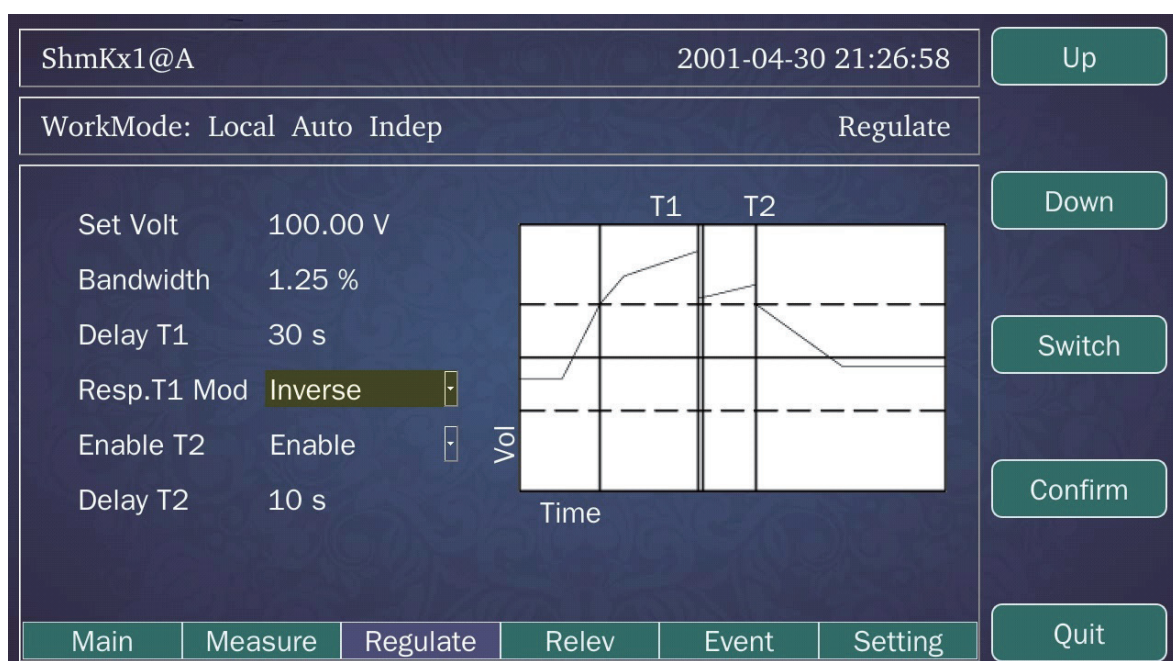 ShmKx1@A 2001-04-30 21:26:58
Up
WorkMode: Local Auto Indep Regulate
Down
Set Volt 100.00 V
Bandwidth 1.25 %
Delay T1 30 s
Resp.T1 Mod Inverse
Enable T2 Enable
Delay T2 10 s
T1 T2
Vol
Time
Switch
Confirm
Main Measure Regulate Relev Event Setting
Quit